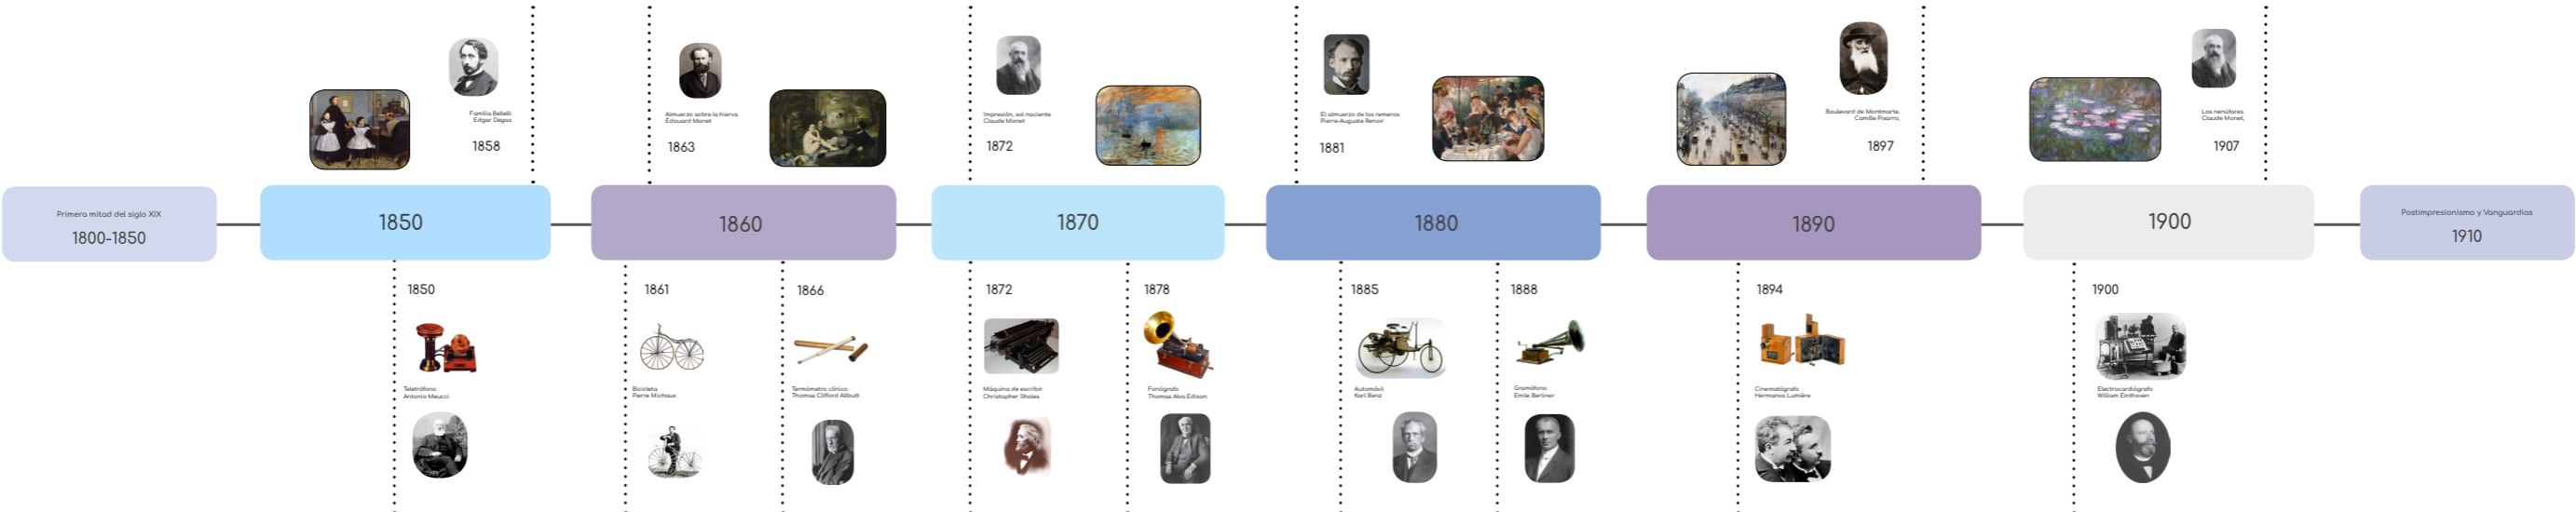 Familia Bellelli
Edgar Degas
1858
Almuerzo sobre la hierva
Édouard Manet
1863
Impresión, sol naciente
Claude Monet
1872
El almuerzo de los remeros
Pierre-Auguste Renoir
1881
Boulevard de Montmarte.
Camille Pisarro,
1897
Los nenúfares.
Claude Monet,
1907
Primera mitad del siglo XIX
1800-1850
1850
1860
1870
1880
1890
1900
Postimpresionismo y Vanguardias
1910
1850
Teletrófono
Antonio Meucci
1861
Bicicleta
Pierre Michaux
1866
Termómetro clínico
Thomas Clifford Allbutt
1872
Máquina de escribir
Christopher Sholes
1878
Fonógrafo
Thomas Alva Edison
1885
Automóvil
Karl Benz
1888
Gramófono
Emile Berliner
1894
Cinematógrafo
Hermanos Lumière
1900
Electrocardiógrafo
William Einthoven